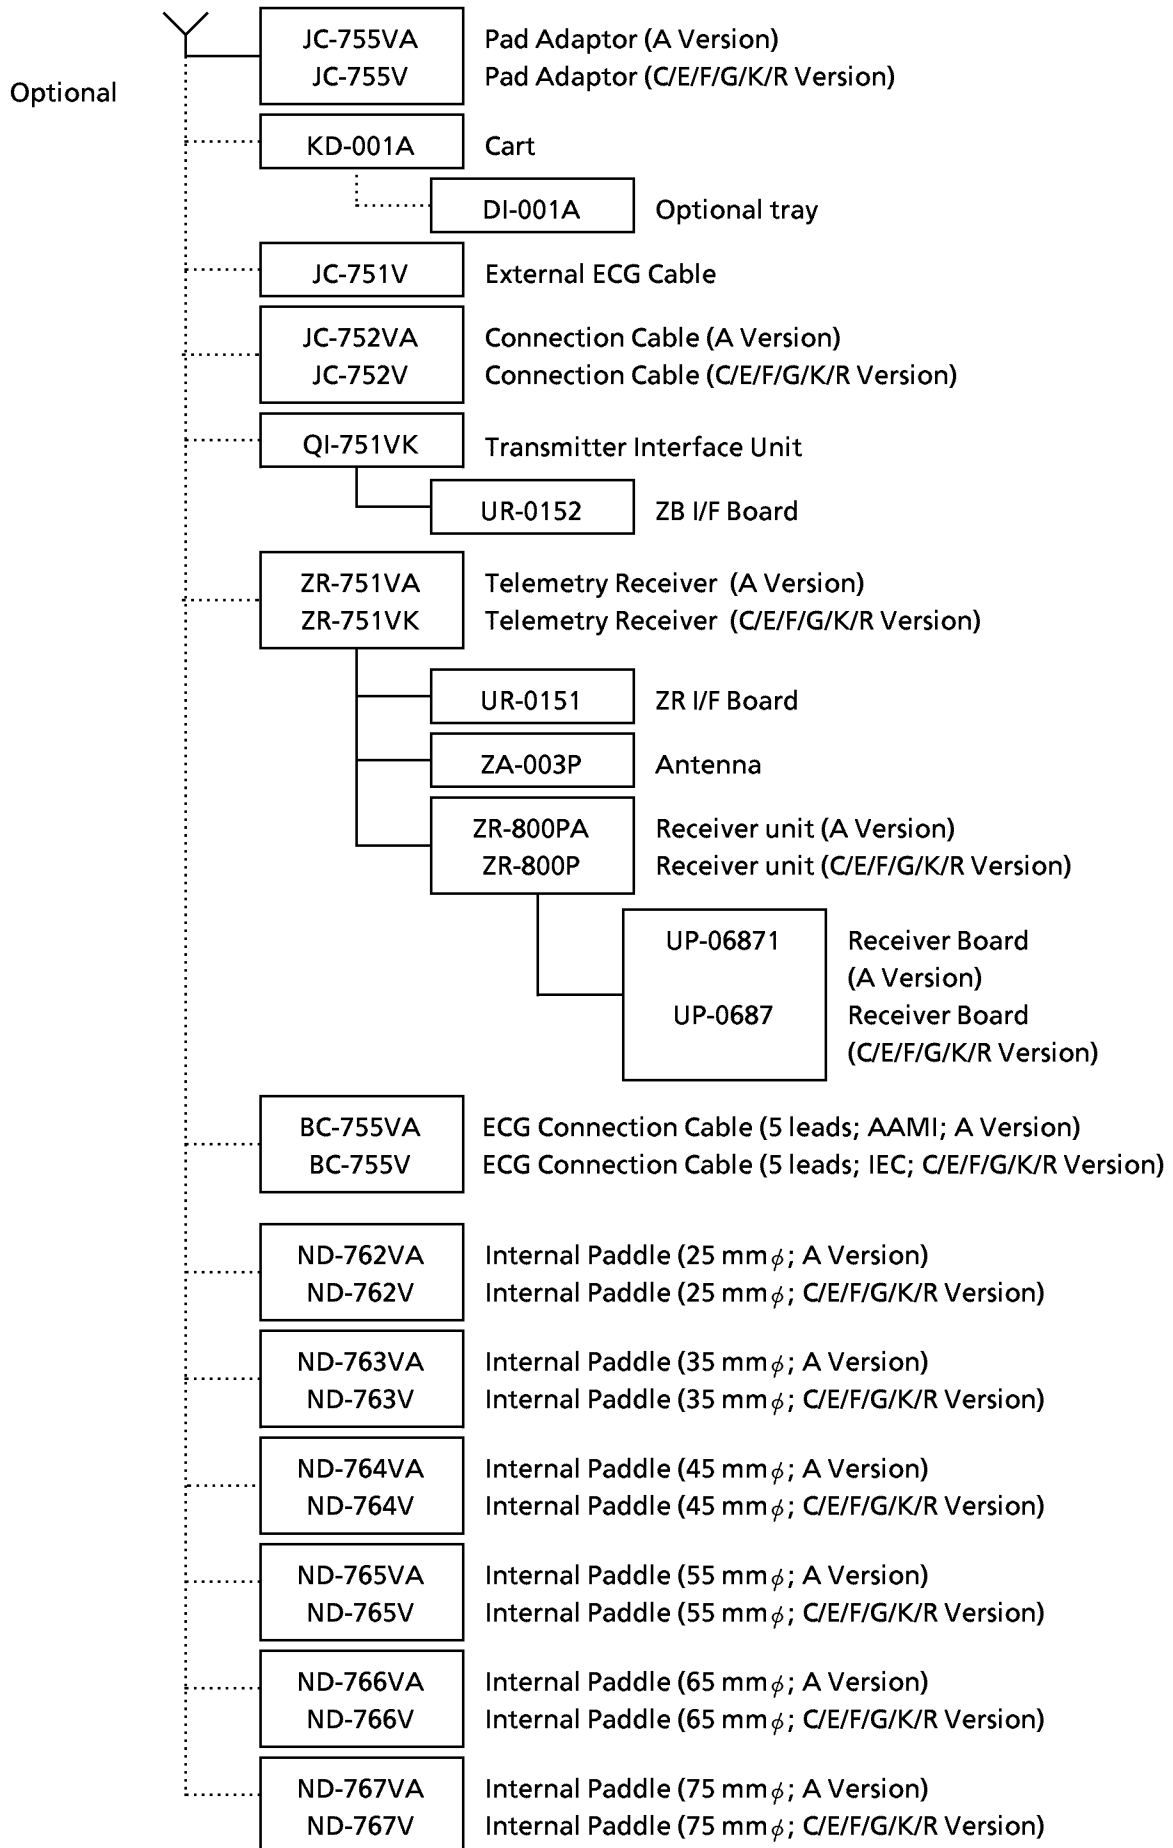 JC-755VA Pad Adaptor (A Version)
JC-755V Pad Adaptor (C/E/F/G/K/R Version)
Optional
KD-001A Cart
DI-001A Optional tray
JC-751V External ECG Cable
JC-752VA Connection Cable (A Version)
JC-752V Connection Cable (C/E/F/G/K/R Version)
QI-751VK Transmitter Interface Unit
UR-0152 ZB I/F Board
ZR-751VA Telemetry Receiver (A Version)
ZR-751VK Telemetry Receiver (C/E/F/G/K/R Version)
UR-0151 ZR I/F Board
ZA-003P Antenna
ZR-800PA Receiver unit (A Version)
ZR-800P Receiver unit (C/E/F/G/K/R Version)
UP-06871 Receiver Board
(A Version)
UP-0687 Receiver Board
(C/E/F/G/K/R Version)
BC-755VA ECG Connection Cable (5 leads; AAMI; A Version)
BC-755V ECG Connection Cable (5 leads; IEC; C/E/F/G/K/R Version)
ND-762VA Internal Paddle (25 mmϕ; A Version)
ND-762V Internal Paddle (25 mmϕ; C/E/F/G/K/R Version)
ND-763VA Internal Paddle (35 mmϕ; A Version)
ND-763V Internal Paddle (35 mmϕ; C/E/F/G/K/R Version)
ND-764VA Internal Paddle (45 mmϕ; A Version)
ND-764V Internal Paddle (45 mmϕ; C/E/F/G/K/R Version)
ND-765VA Internal Paddle (55 mmϕ; A Version)
ND-765V Internal Paddle (55 mmϕ; C/E/F/G/K/R Version)
ND-766VA Internal Paddle (65 mmϕ; A Version)
ND-766V Internal Paddle (65 mmϕ; C/E/F/G/K/R Version)
ND-767VA Internal Paddle (75 mmϕ; A Version)
ND-767V Internal Paddle (75 mmϕ; C/E/F/G/K/R Version)